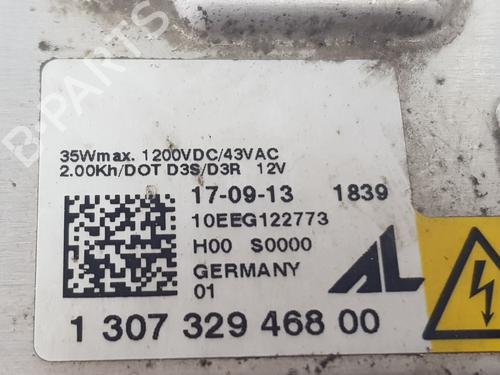 B-PARTS
35Wmax. 1200VDC/43VAC
2.00Kh/DOT D3S/D3R 12V
17-09-13 1839
10EEG122773
H00 S0000
GERMANY
01
AL
1 307 329 468 00